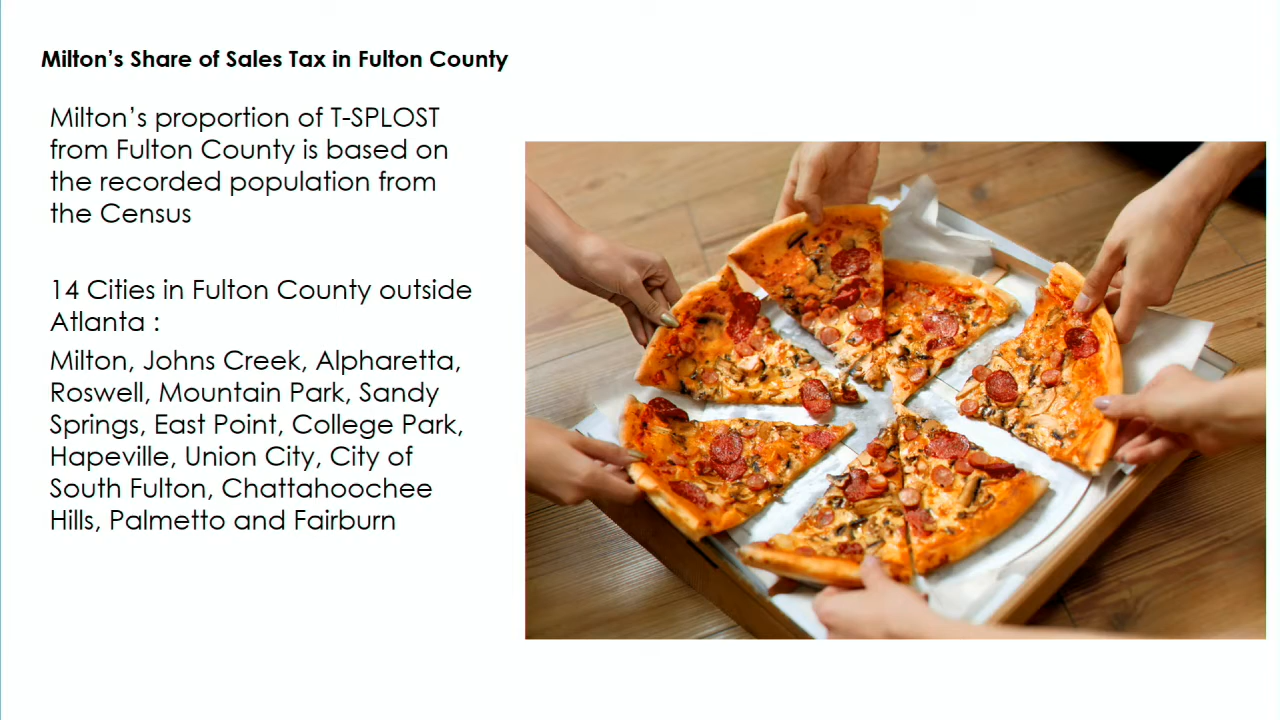 Milton’s Share of Sales Tax in Fulton County
Milton’s proportion of T-SPLOST
from Fulton County is based on
the recorded population from
the Census
14 Cities in Fulton County outside
Atlanta :
Milton, Johns Creek, Alpharetta,
Roswell, Mountain Park, Sandy
Springs, East Point, College Park,
Hapeville, Union City, City of
South Fulton, Chattahoochee
Hills, Palmetto and Fairburn